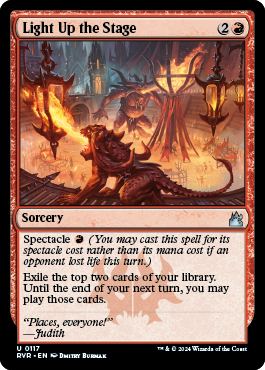 Light Up the Stage 2
Sorcery
Spectacle (You may cast this spell for its
spectacle cost rather than its mana cost if an
opponent lost life this turn.)
Exile the top two cards of your library.
Until the end of your next turn, you may
play those cards.
“Places, everyone!”
—Judith
U 0117
RVR • EN Dmitry Burmak
™ & © 2024 Wizards of the Coast